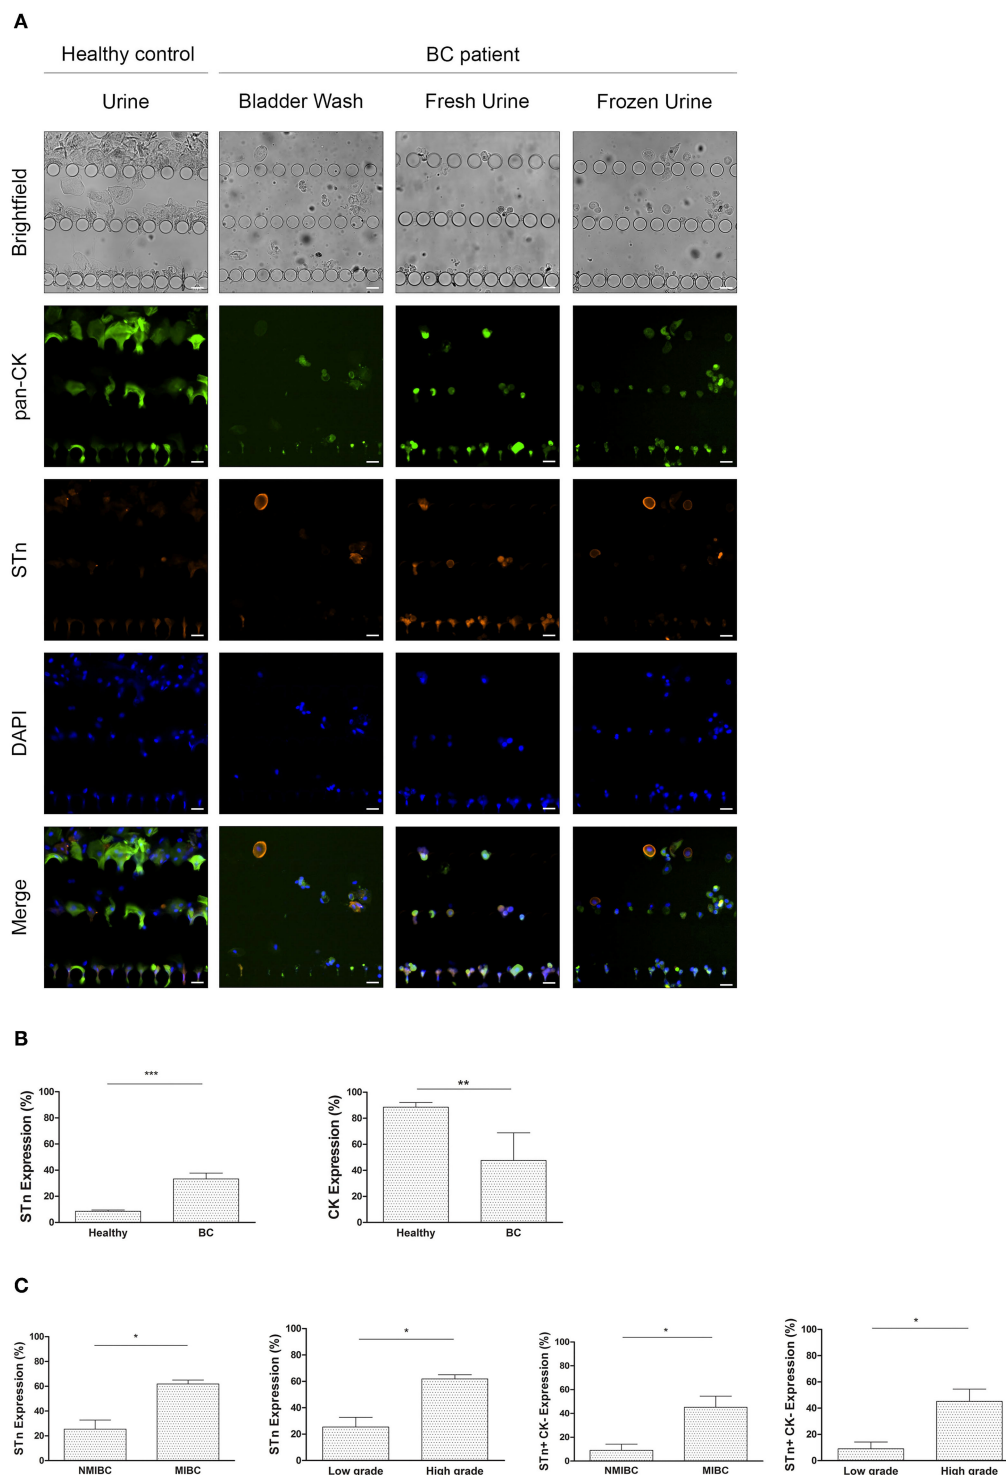 A
Healthy control
BC patient
Urine
Bladder Wash
Fresh Urine
Frozen Urine
Brightfield
pan-CK
STn
DAPI
Merge
B
STn Expression (%)
100
80
60
40
20
0
***
Healthy
BC
CK Expression (%)
100
80
60
40
20
0
**
Healthy
BC
C
STn Expression (%)
100
80
60
40
20
0
*
NMIBC
MIBC
STn Expression (%)
100
80
60
40
20
0
*
Low grade
High grade
STn+ CK- Expression (%)
100
80
60
40
20
0
*
NMIBC
MIBC
STn+ CK- Expression (%)
100
80
60
40
20
0
*
Low grade
High grade